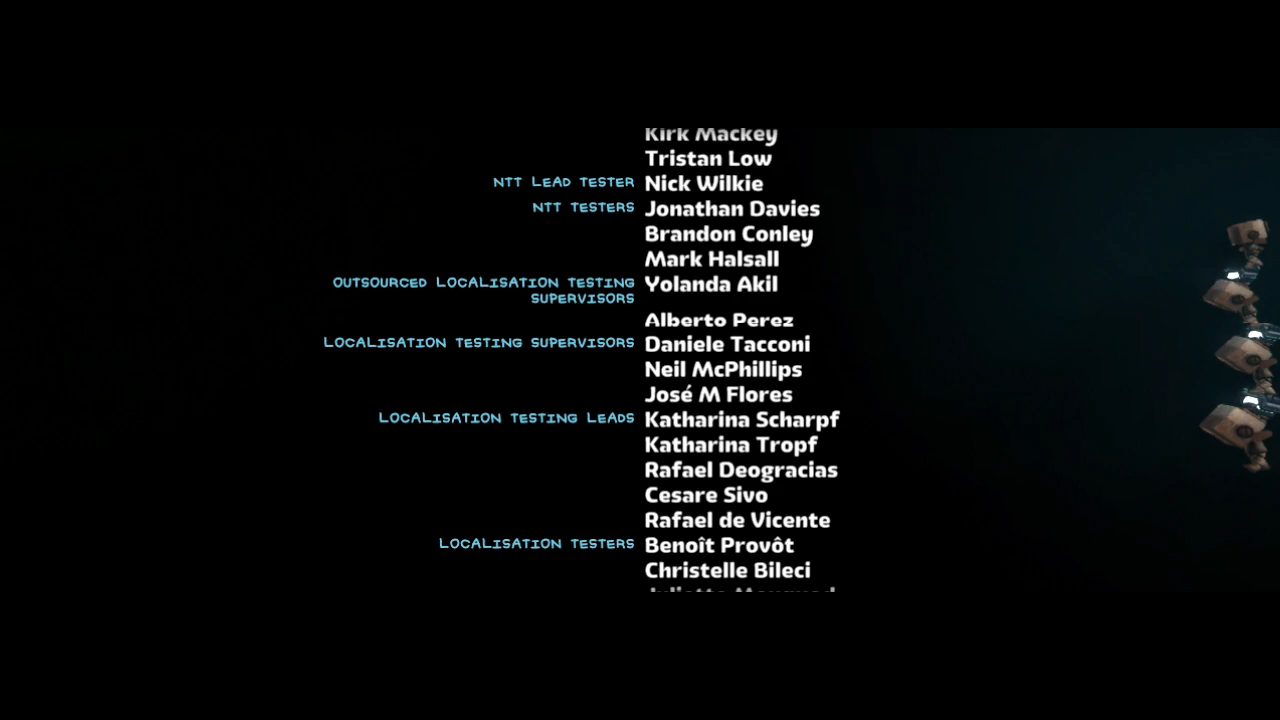 Kirk Mackey
Tristan Low
NTT LEAD TESTER Nick Wilkie
NTT TESTERS Jonathan Davies
Brandon Conley
Mark Halsall
OUTSOURCED LOCALISATION TESTING Yolanda Akil
SUPERVISORS
Alberto Perez
LOCALISATION TESTING SUPERVISORS Daniele Tacconi
Neil McPhillips
José M Flores
LOCALISATION TESTING LEADS Katharina Scharpf
Katharina Tropf
Rafael Deogracias
Cesare Sivo
Rafael de Vicente
LOCALISATION TESTERS Benoît Provôt
Christelle Bileci